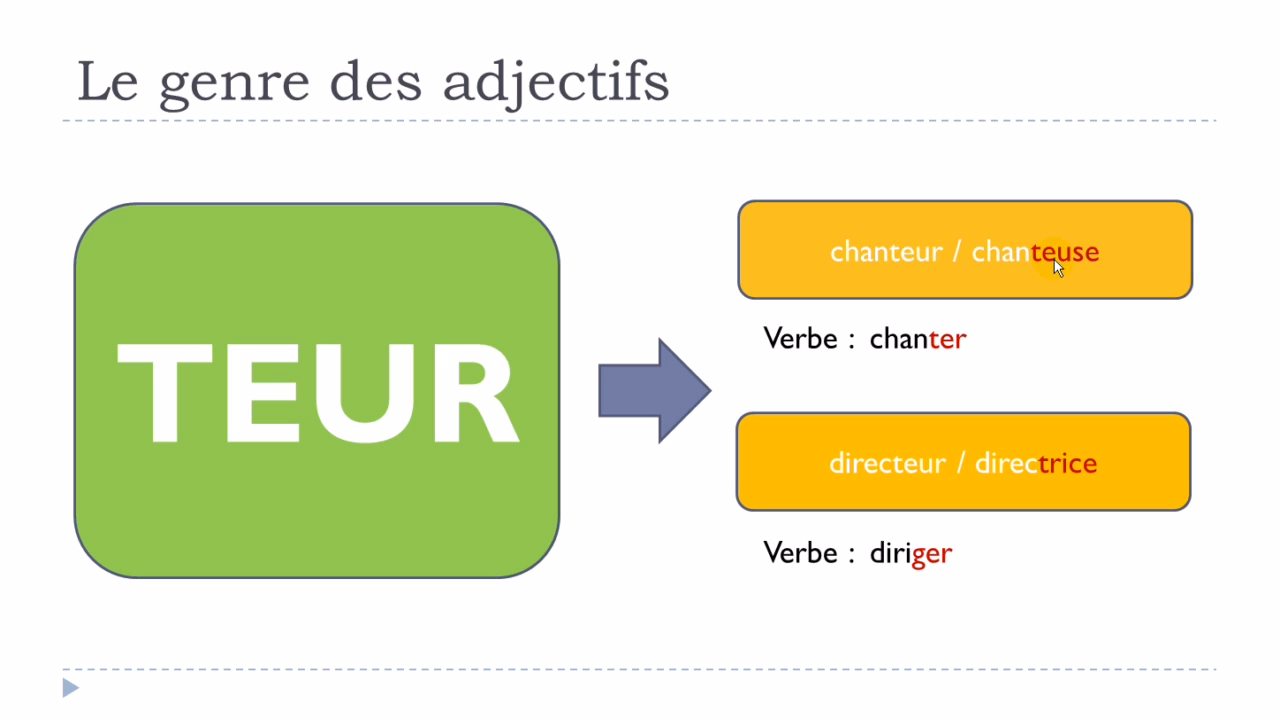 Le genre des adjectifs
TEUR
chanteur / chanteuse
Verbe : chanter
directeur / directrice
Verbe : diriger